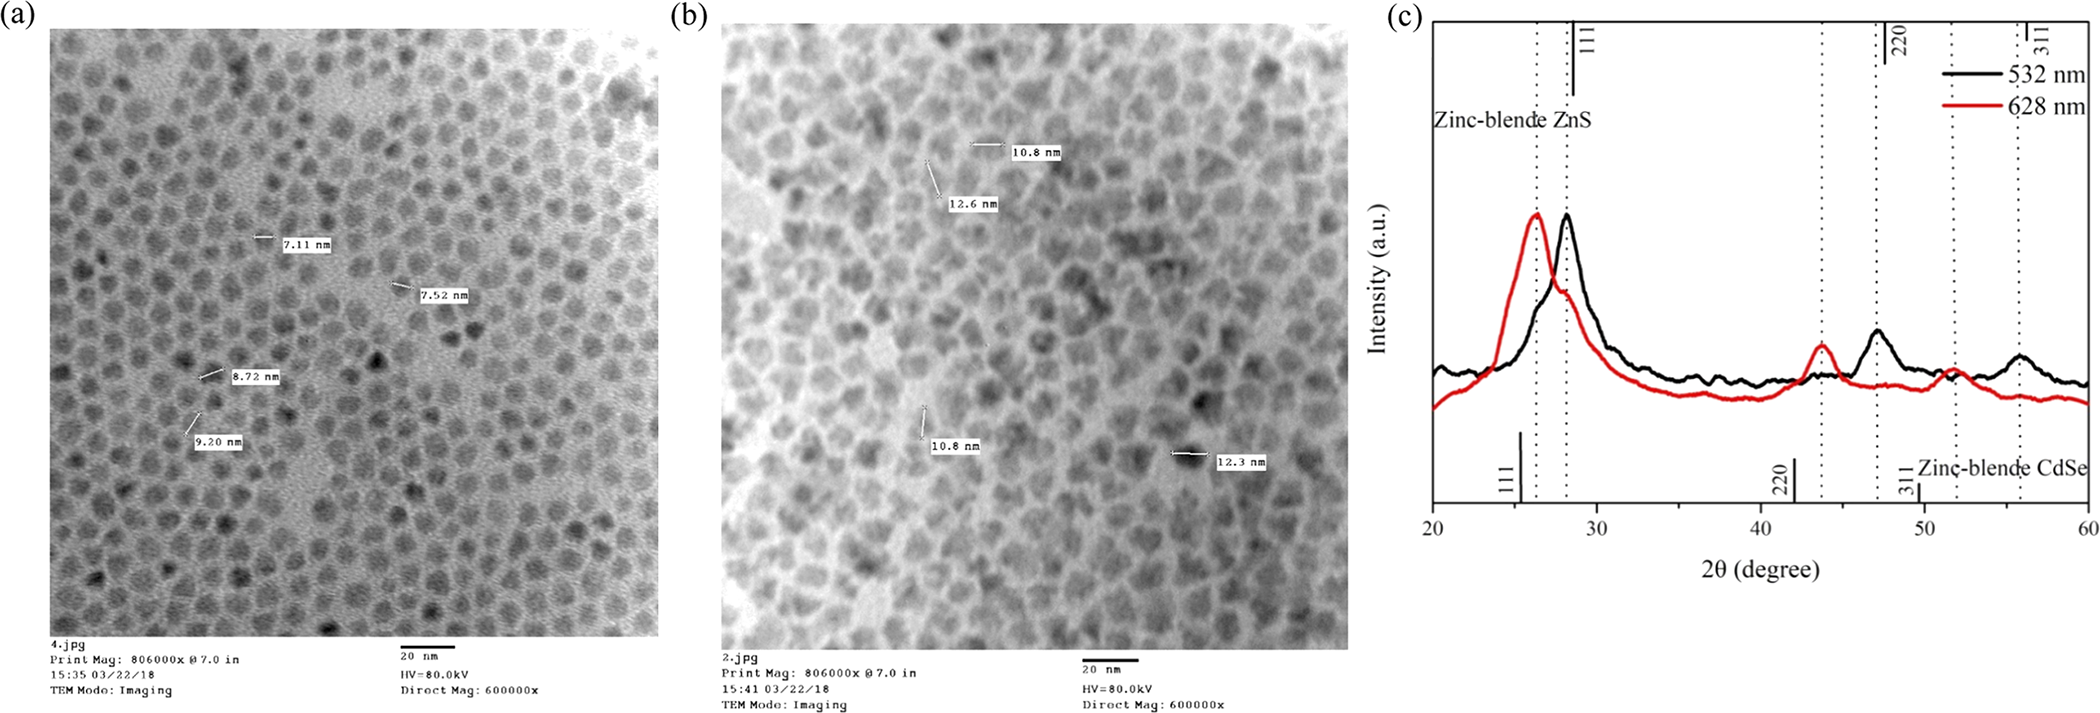 (a)
7.11 nm
7.52 nm
8.72 nm
9.20 nm
4.jpg
Print Mag: 806000x @ 7.0 in
15:35 03/22/18
TEM Mode: Imaging
20 nm
HV=80.0kV
Direct Mag: 600000x
(b)
10.8 nm
12.6 nm
10.8 nm
12.3 nm
2.jpg
Print Mag: 806000x @ 7.0 in
15:41 03/22/18
TEM Mode: Imaging
20 nm
HV=80.0kV
Direct Mag: 600000x
(c)
111
220
311
532 nm
628 nm
Zinc-blende ZnS
Intensity (a.u.)
111
220
311
Zinc-blende CdSe
20
30
40
50
60
2θ (degree)